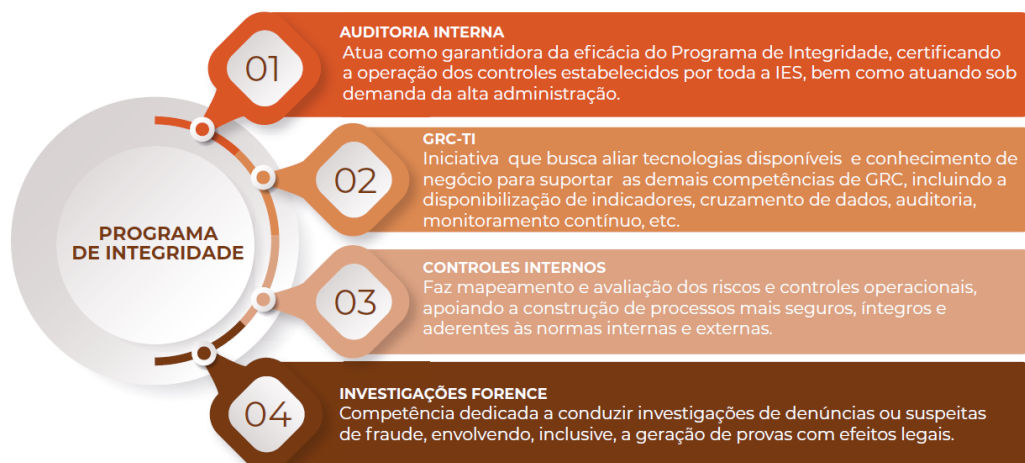 PROGRAMA
DE INTEGRIDADE
01
AUDITORIA INTERNA
Atua como garantidora da eficácia do Programa de Integridade, certificando
a operação dos controles estabelecidos por toda a IES, bem como atuando sob
demanda da alta administração.
02
GRC-TI
Iniciativa que busca aliar tecnologias disponíveis e conhecimento de
negócio para suportar as demais competências de GRC, incluindo a
disponibilização de indicadores, cruzamento de dados, auditoria,
monitoramento contínuo, etc.
03
CONTROLES INTERNOS
Faz mapeamento e avaliação dos riscos e controles operacionais,
apoiando a construção de processos mais seguros, íntegros e
aderentes às normas internas e externas.
04
INVESTIGAÇÕES FORENCE
Competência dedicada a conduzir investigações de denúncias ou suspeitas
de fraude, envolvendo, inclusive, a geração de provas com efeitos legais.